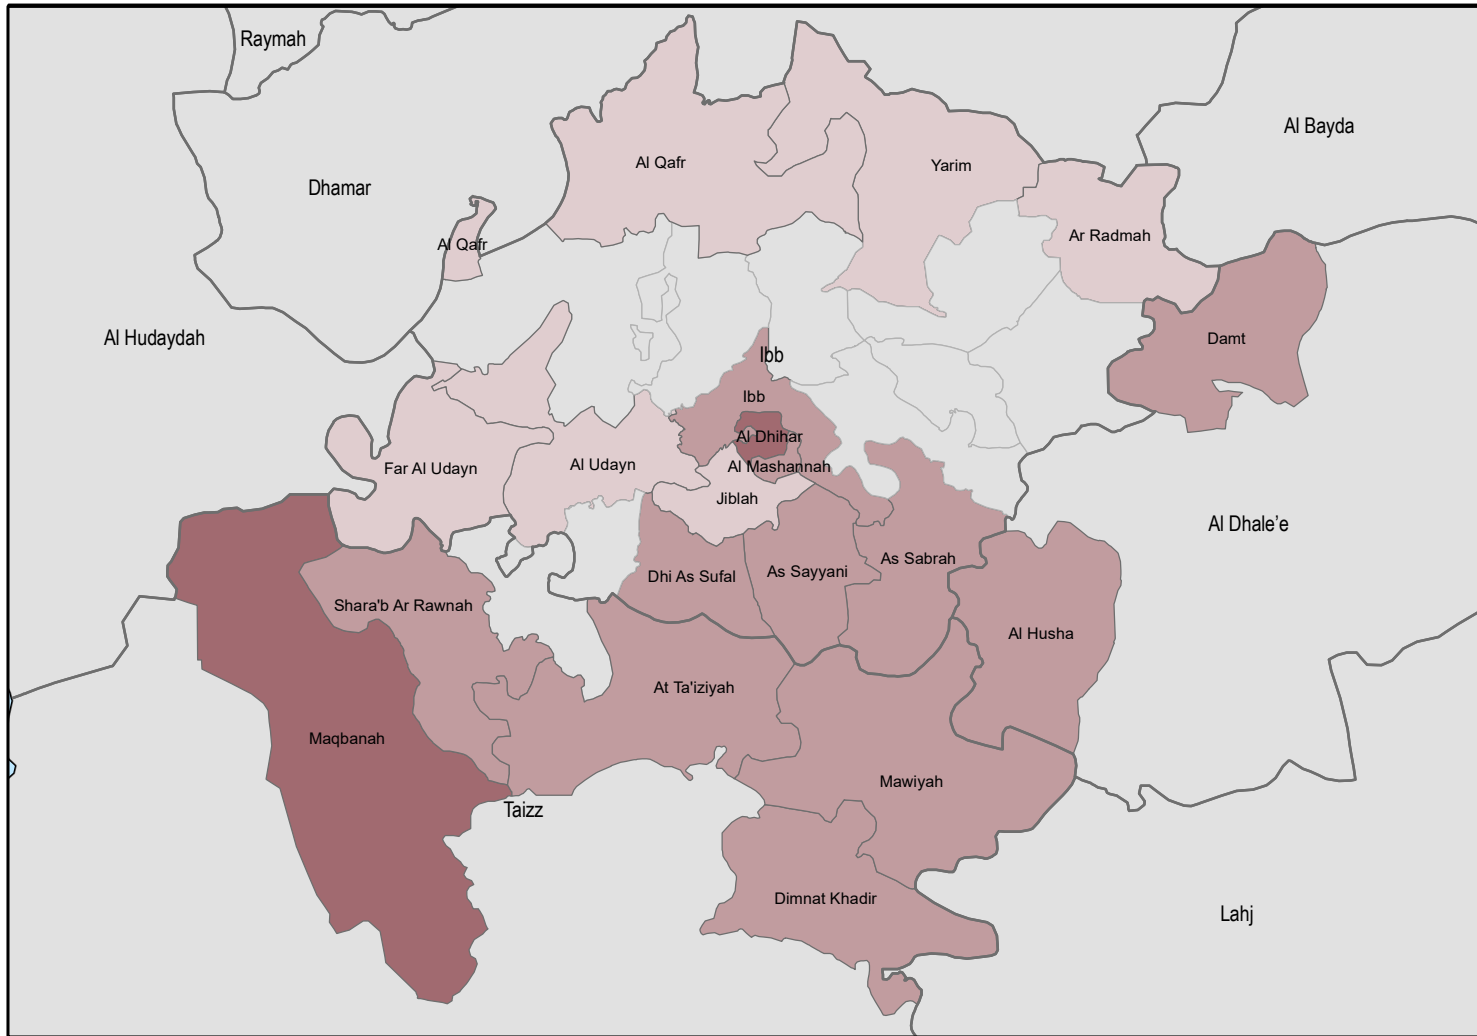 Raymah
Al Bayda
Al Qafr
Yarim
Dhamar
Ar Radmah
Al Qafr
Al Hudaydah
Damt
Ibb
Ibb
Al Dhihar
Far Al Udayn
Al Udayn
Al Mashannah
Jiblah
Al Dhale’e
As Sabrah
As Sayyani
Dhi As Sufal
Shara'b Ar Rawnah
Al Husha
At Ta'iziyah
Maqbanah
Mawiyah
Taizz
Dimnat Khadir
Lahj